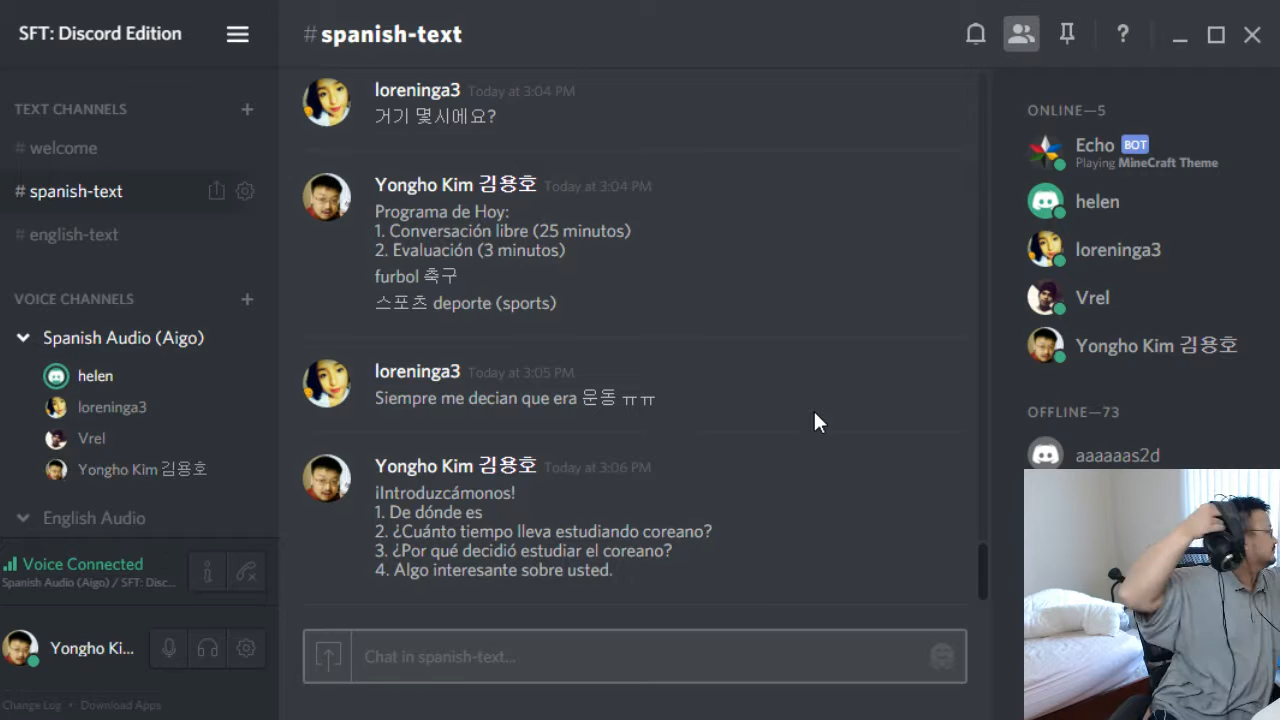 SFT: Discord Edition
TEXT CHANNELS
# welcome
# spanish-text
# english-text
VOICE CHANNELS
Spanish Audio (Aigo)
helen
loreninga3
Vrel
Yongho Kim 김용호
English Audio
Voice Connected
Spanish Audio (Aigo) / SFT: Disc...
Yongho Ki...
Change Log • Download Apps
#spanish-text
loreninga3 Today at 3:04 PM
거기 몇시에요?
Yongho Kim 김용호 Today at 3:04 PM
Programa de Hoy:
1. Conversación libre (25 minutos)
2. Evaluación (3 minutos)
furbol 축구
스포츠 deporte (sports)
loreninga3 Today at 3:05 PM
Siempre me decian que era 운동 ㅠㅠ
Yongho Kim 김용호 Today at 3:06 PM
¡Introduzcámonos!
1. De dónde es
2. ¿Cuánto tiempo lleva estudiando coreano?
3. ¿Por qué decidió estudiar el coreano?
4. Algo interesante sobre usted.
Chat in spanish-text...
ONLINE—5
Echo BOT
Playing MineCraft Theme
helen
loreninga3
Vrel
Yongho Kim 김용호
OFFLINE—73
aaaaaas2d